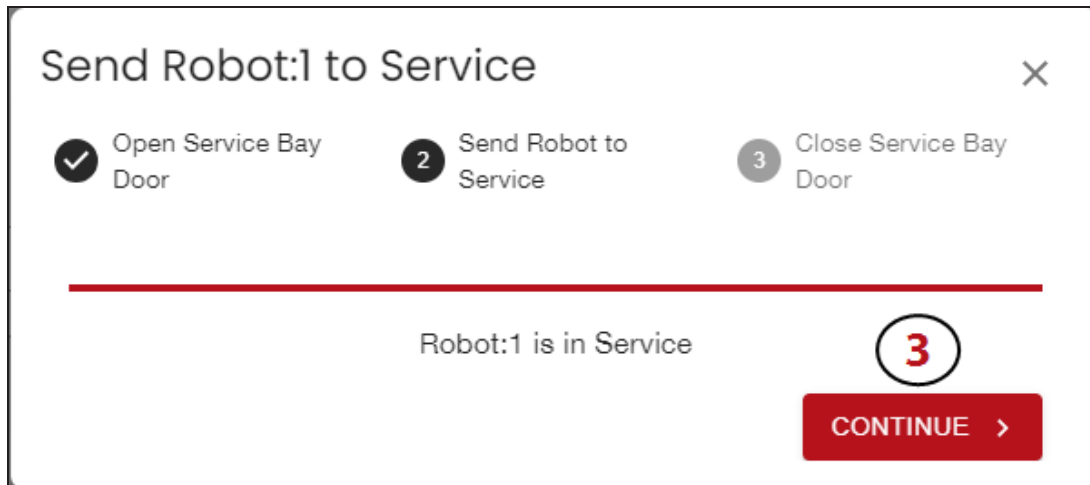 Send Robot:1 to Service
Open Service Bay
Door
2
Send Robot to
Service
3
Close Service Bay
Door
Robot:1 is in Service
3
CONTINUE